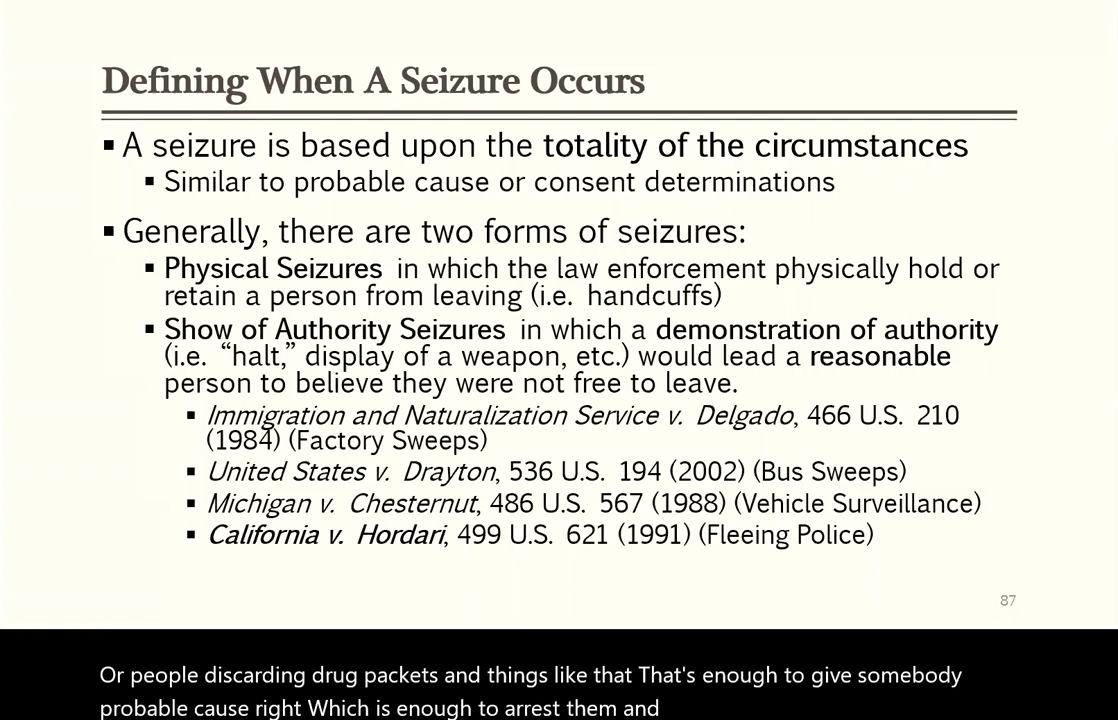 Defining When A Seizure Occurs
▪ A seizure is based upon the totality of the circumstances
▪ Similar to probable cause or consent determinations
▪ Generally, there are two forms of seizures:
▪ Physical Seizures in which the law enforcement physically hold or
retain a person from leaving (i.e. handcuffs)
▪ Show of Authority Seizures in which a demonstration of authority
(i.e. “halt,” display of a weapon, etc.) would lead a reasonable
person to believe they were not free to leave.
▪ Immigration and Naturalization Service v. Delgado, 466 U.S. 210
(1984) (Factory Sweeps)
▪ United States v. Drayton, 536 U.S. 194 (2002) (Bus Sweeps)
▪ Michigan v. Chesternut, 486 U.S. 567 (1988) (Vehicle Surveillance)
▪ California v. Hordari, 499 U.S. 621 (1991) (Fleeing Police)
87
Or people discarding drug packets and things like that That's enough to give somebody
probable cause right Which is enough to arrest them and